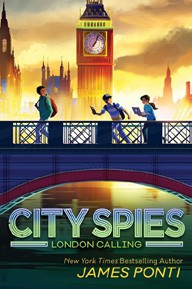 CITY SPIES
LONDON CALLING
New York Times Bestselling Author
JAMES PONTI